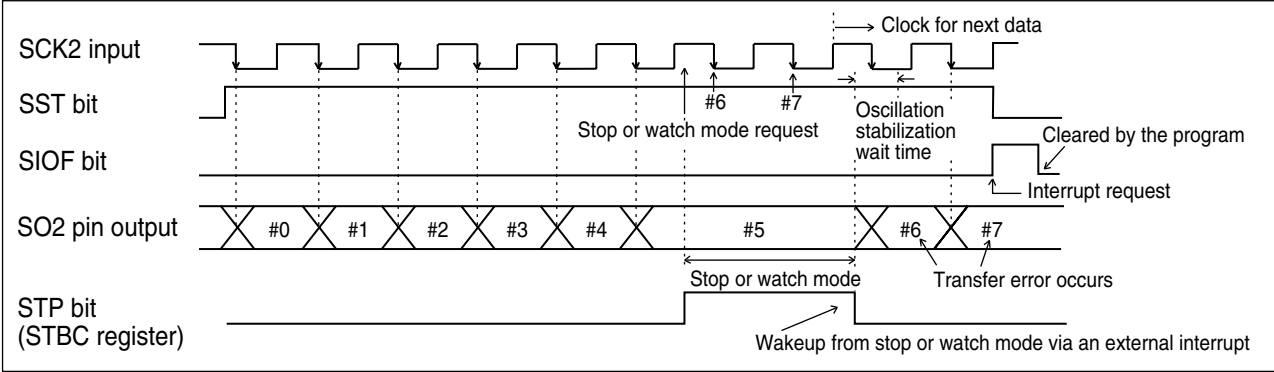 Clock for next data
SCK2 input
#6 #7
SST bit
Stop or watch mode request
Oscillation
stabilization
wait time
Cleared by the program
SIOF bit
Interrupt request
SO2 pin output
#0 #1 #2 #3 #4 #5 #6 #7
Stop or watch mode
Transfer error occurs
STP bit
(STBC register)
Wakeup from stop or watch mode via an external interrupt